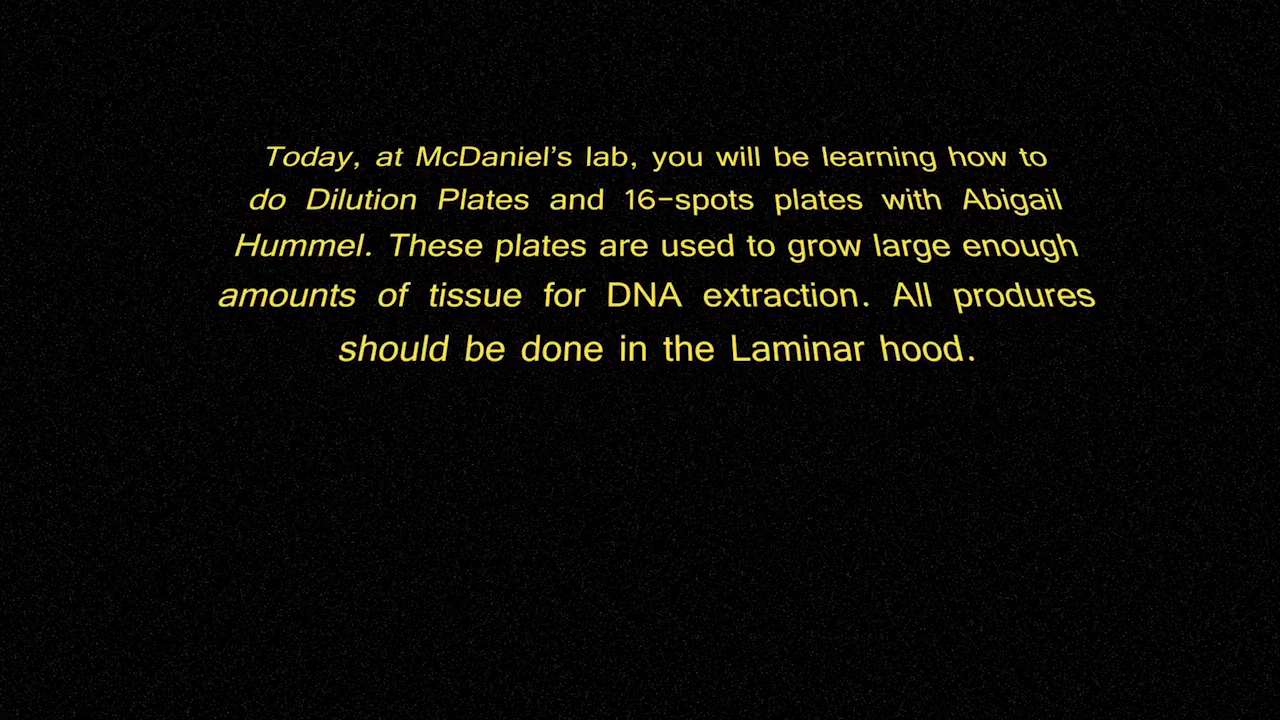 Today, at McDaniel's lab, you will be learning how to
do Dilution Plates and 16-spots plates with Abigail
Hummel. These plates are used to grow large enough
amounts of tissue for DNA extraction. All produres
should be done in the Laminar hood.